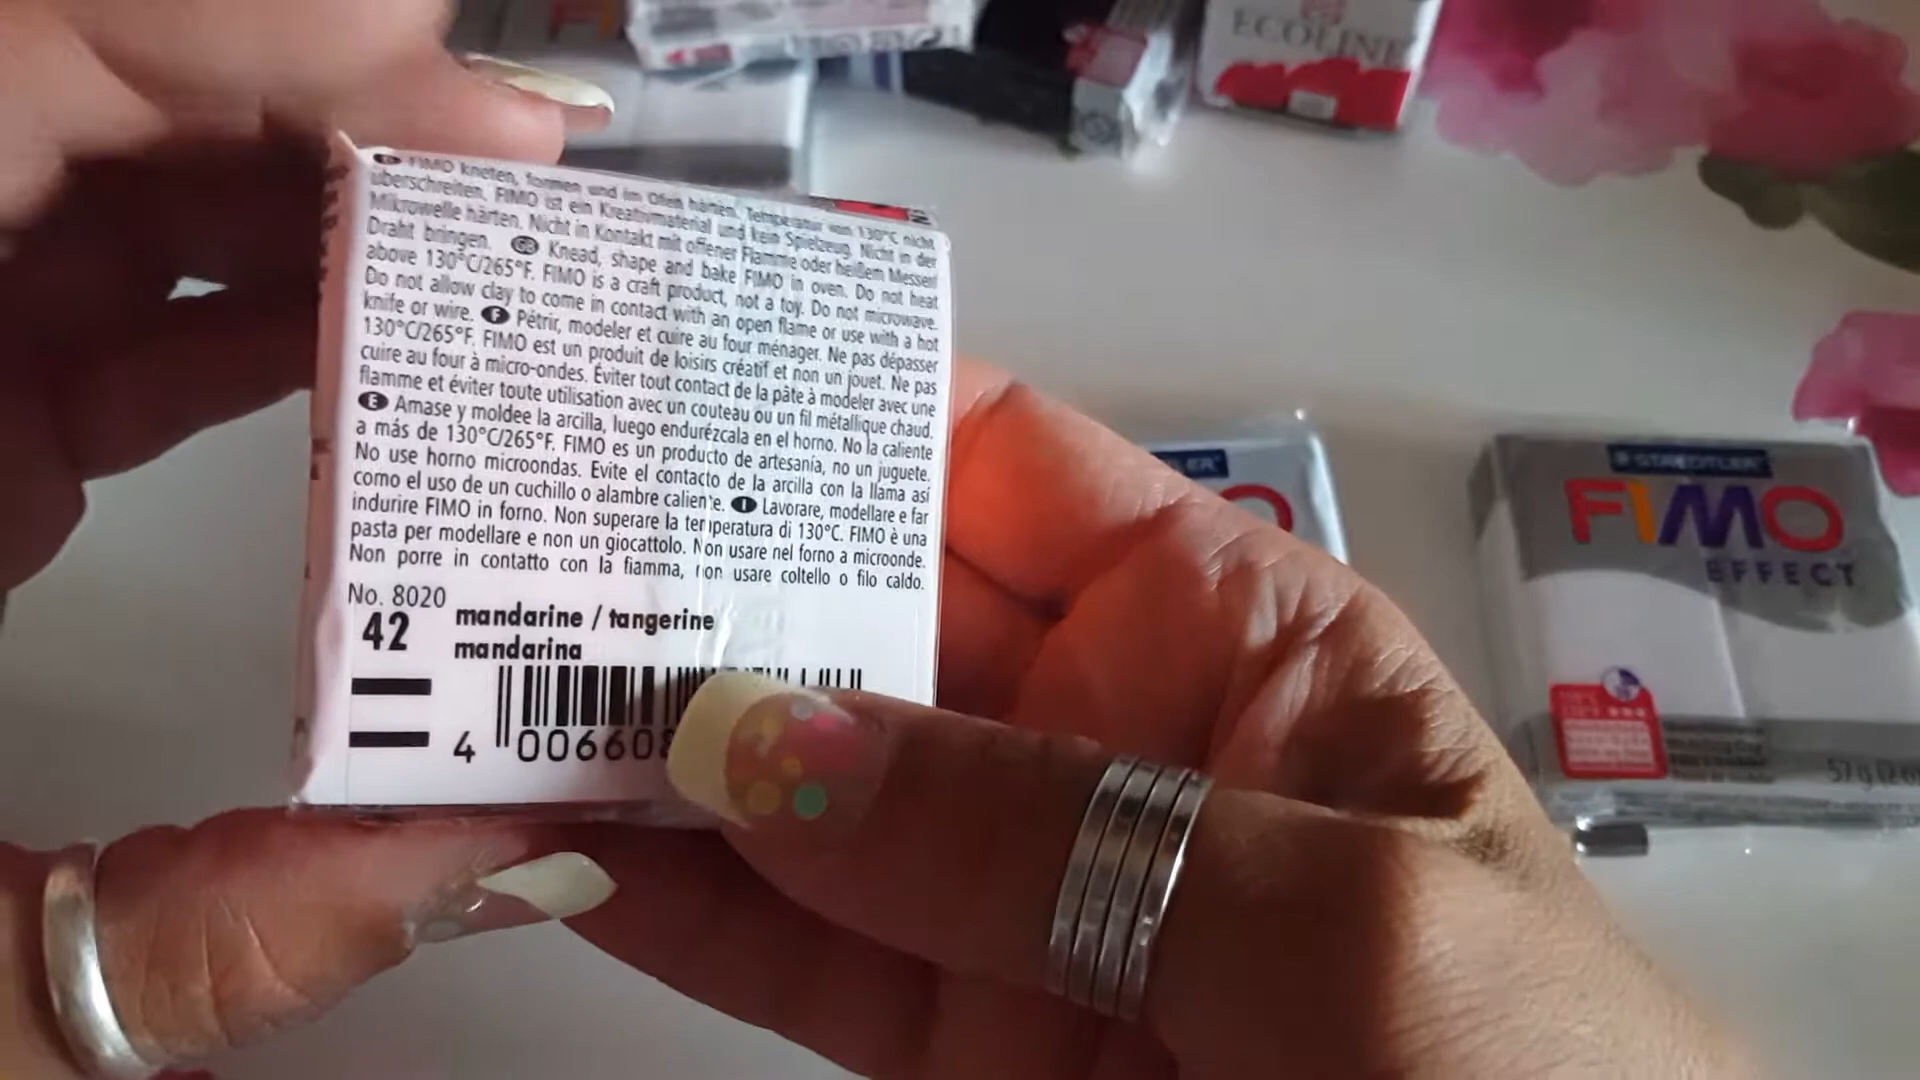 ECOLINE
D FIMO kneten, formen und im Ofen härten. Temperatur von 130°C nicht
überschreiten. FIMO ist ein Kreativmaterial und kein Spielzeug. Nicht in der
Mikrowelle härten. Nicht in Kontakt mit offener Flamme oder heißem Messer/
Draht bringen. GB Knead, shape and bake FIMO in oven. Do not heat
above 130°C/265°F. FIMO is a craft product, not a toy. Do not microwave.
Do not allow clay to come in contact with an open flame or use with a hot
knife or wire. F Pétrir, modeler et cuire au four ménager. Ne pas dépasser
130°C/265°F. FIMO est un produit de loisirs créatif et non un jouet. Ne pas
cuire au four à micro-ondes. Éviter tout contact de la pâte à modeler avec une
flamme et éviter toute utilisation avec un couteau ou un fil métallique chaud.
E Amase y moldee la arcilla, luego endurézcala en el horno. No la caliente
a más de 130°C/265°F. FIMO es un producto de artesanía, no un juguete.
No use horno microondas. Evite el contacto de la arcilla con la llama así
como el uso de un cuchillo o alambre caliente. I Lavorare, modellare e far
indurire FIMO in forno. Non superare la temperatura di 130°C. FIMO è una
pasta per modellare e non un giocattolo. Non usare nel forno a microonde.
Non porre in contatto con la fiamma, non usare coltello o filo caldo.
No. 8020
42
mandarine / tangerine
mandarina
4 006608
STAEDTLER
FIMO
EFFECT
57 g